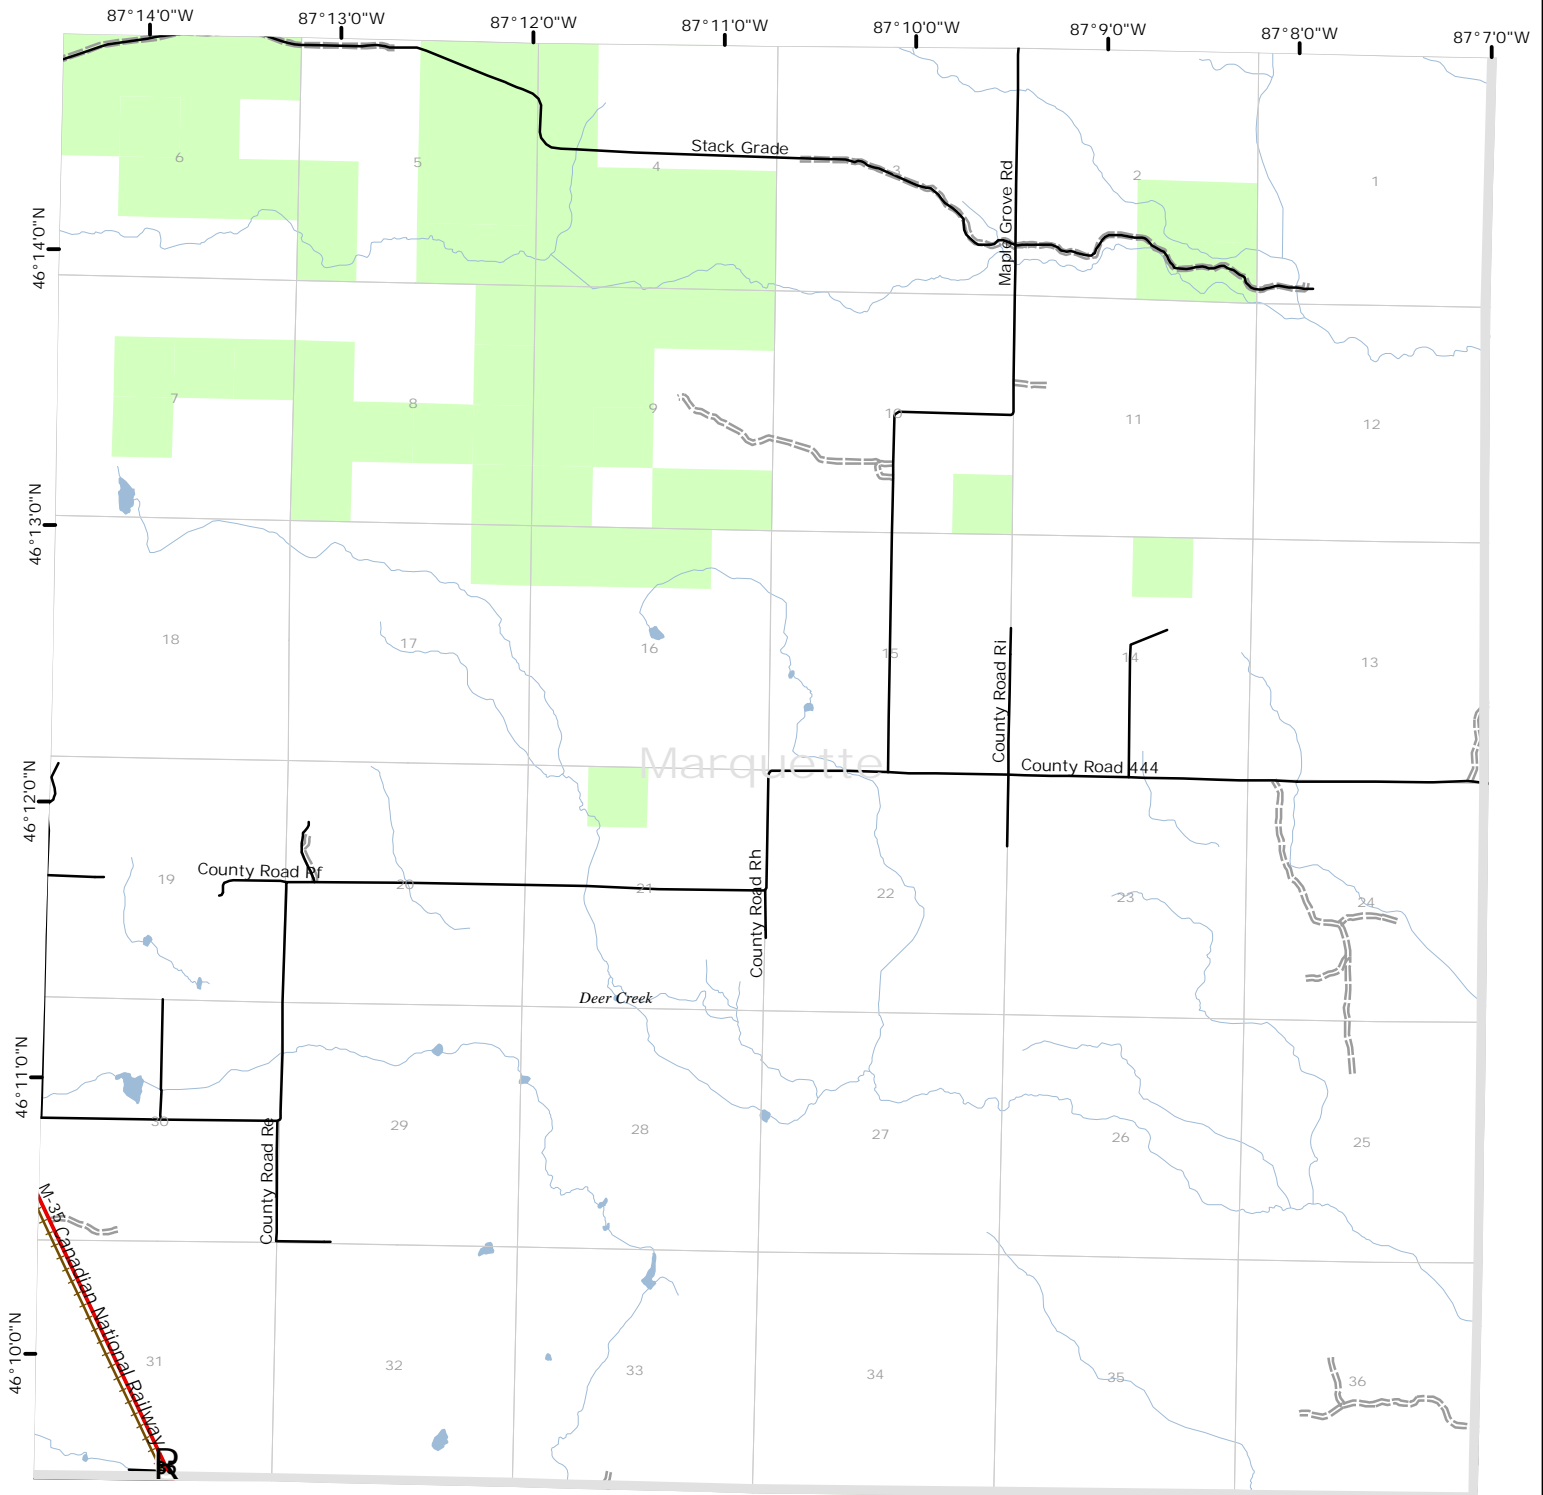 87°14'0"W 87°13'0"W 87°12'0"W 87°11'0"W 87°10'0"W 87°9'0"W 87°8'0"W 87°7'0"W
46°14'0"N
46°13'0"N
46°12'0"N
46°11'0"N
46°10'0"N
Stack Grade
Maple Grove Rd
6 5 4 3 2 1
7 8 9 10 11 12
18 17 16 15 14 13
County Road Ri
Marquette
County Road 444
County Road Rf
County Road Rh
19 20 21 22 23 24
Deer Creek
30 29 28 27 26 25
County Road Re
M-35
Canadian National Railway
31 32 33 34 35 36